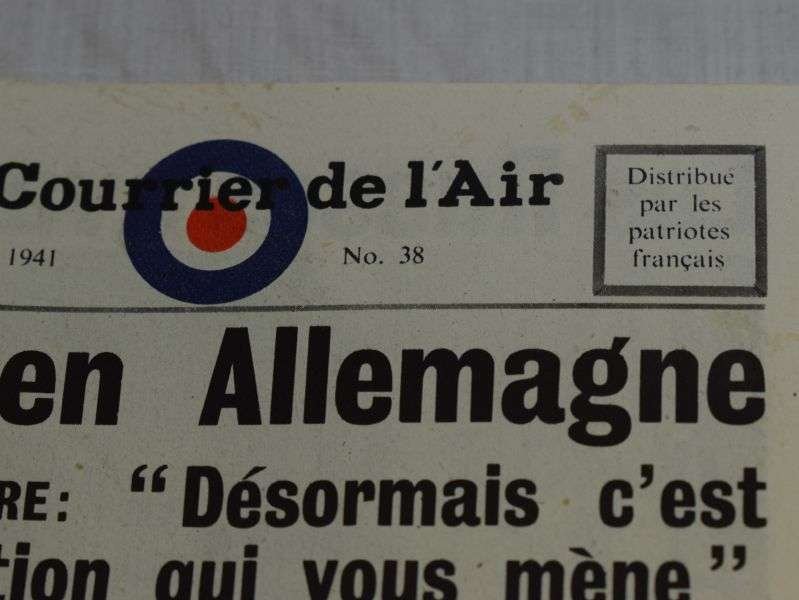 Courrier de l'Air
Distribué
par les
patriotes
français
1941
No. 38
en Allemagne
RE: “Désormais c'est
tion qui vous mène”